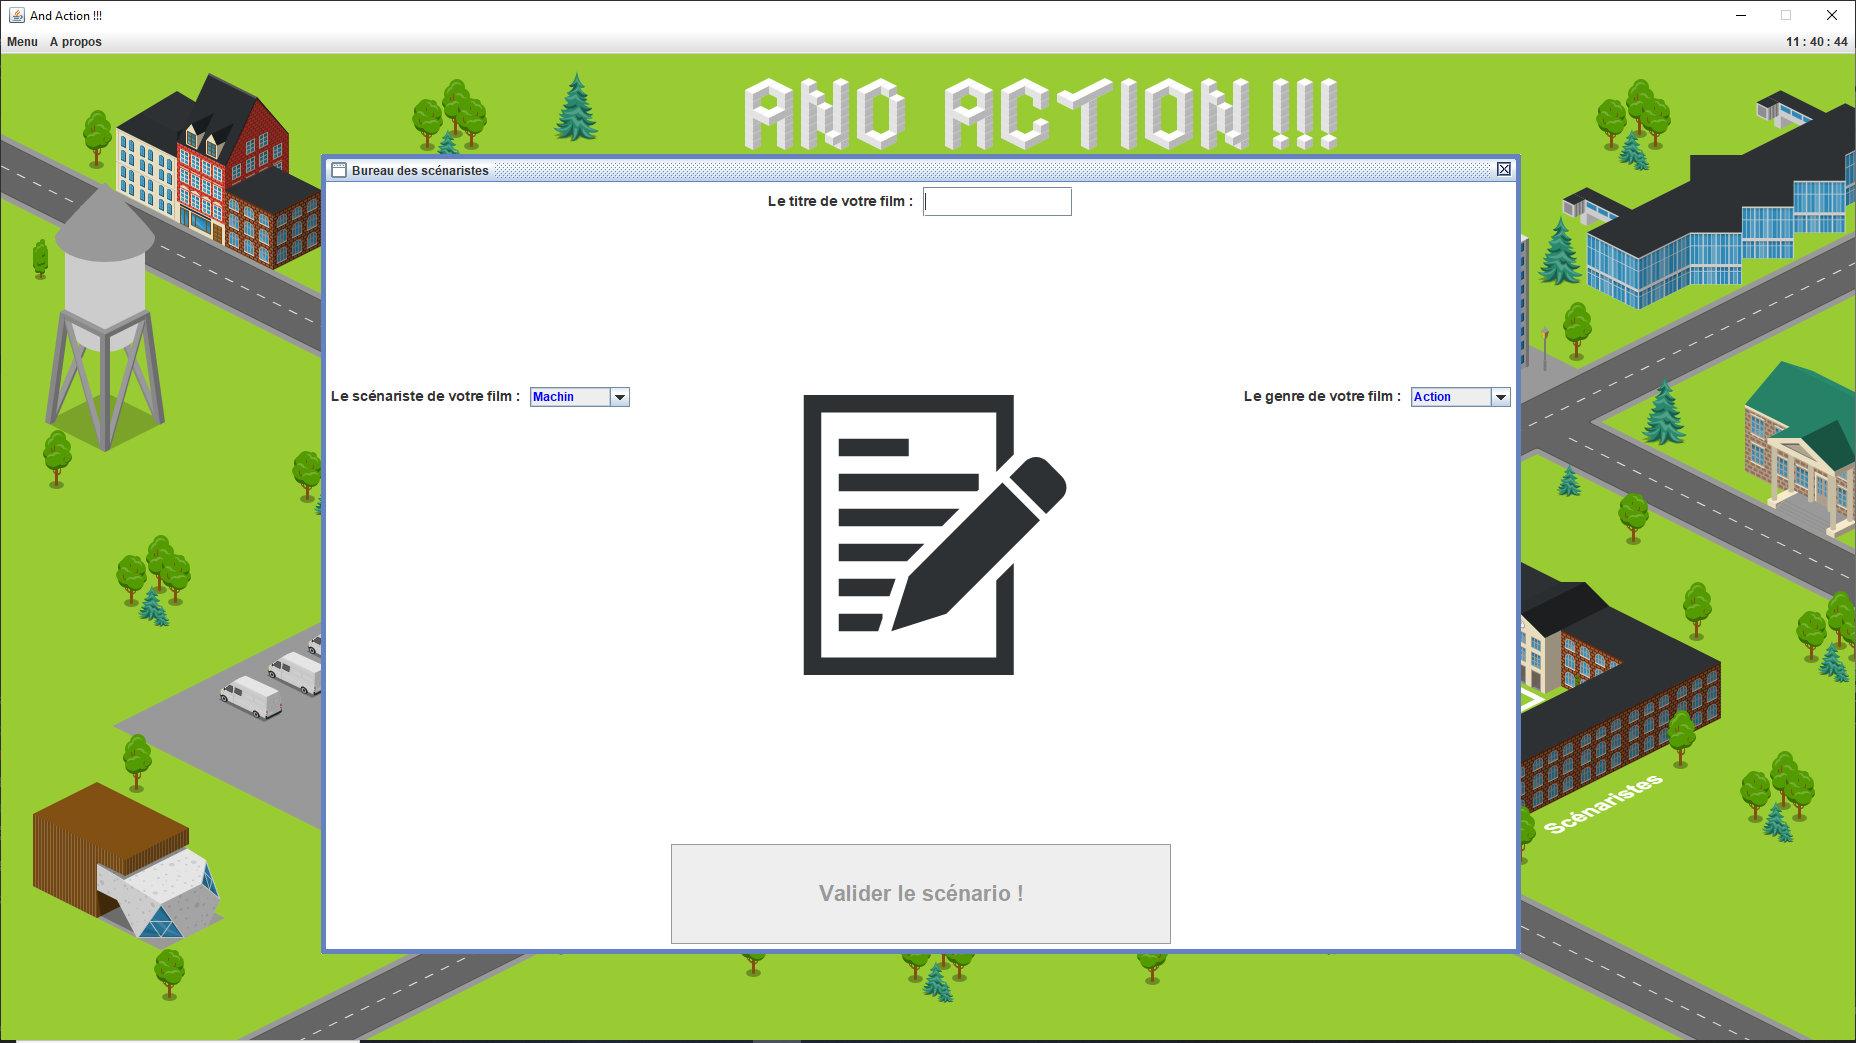 And Action !!!
Menu A propos 11 : 40 : 44
AND ACTION !!!
Bureau des scénaristes
Le titre de votre film :
Le scénariste de votre film : Machin
Le genre de votre film : Action
Valider le scénario !
Scénaristes